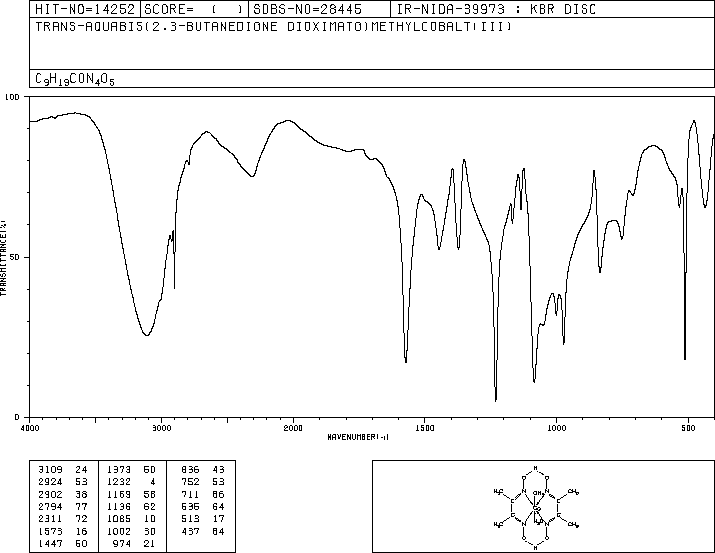 HIT-NO=14252 SCORE= ( ) SDBS-NO=28445 IR-NIDA-39973 : KBR DISC
TRANS-AQUABIS(2,3-BUTANEDIONE DIOXIMATO)METHYLCOBALT(III)
C9H19CON4O5
100
50
0
TRANSMITTANCE(%)
4000 3000 2000 1500 1000 500
WAVENUMBER(-1)
3109 24 1373 50 836 43
2924 53 1232 4 752 53
2902 38 1169 58 711 66
2794 77 1136 62 535 64
2311 72 1085 10 513 17
1573 16 1002 30 437 64
1447 50 974 21